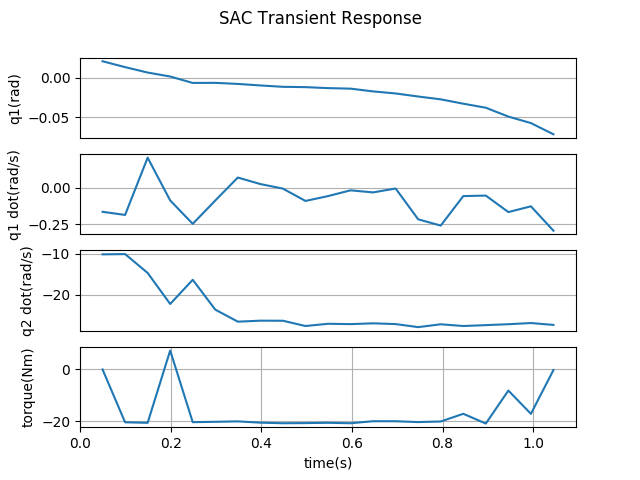 SAC Transient Response
q1(rad)
0.00
−0.05
q1 dot(rad/s)
0.00
−0.25
q2 dot(rad/s)
−10
−20
torque(Nm)
0
−20
0.0 0.2 0.4 0.6 0.8 1.0
time(s)